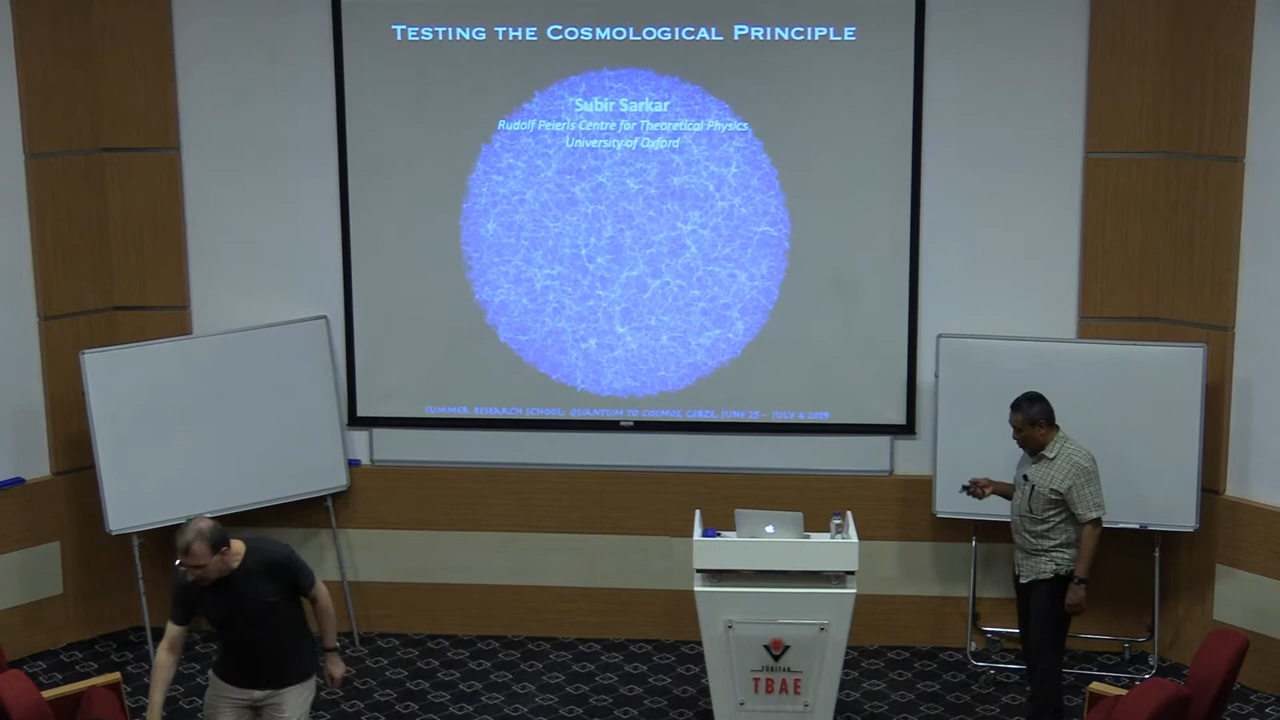 TESTING THE COSMOLOGICAL PRINCIPLE
Subir Sarkar
Rudolf Peierls Centre for Theoretical Physics
University of Oxford
SUMMER RESEARCH SCHOOL: QUANTUM TO COSMOS, GEBZE, JUNE 25 – JULY 6 2019
TÜBİTAK
TBAE